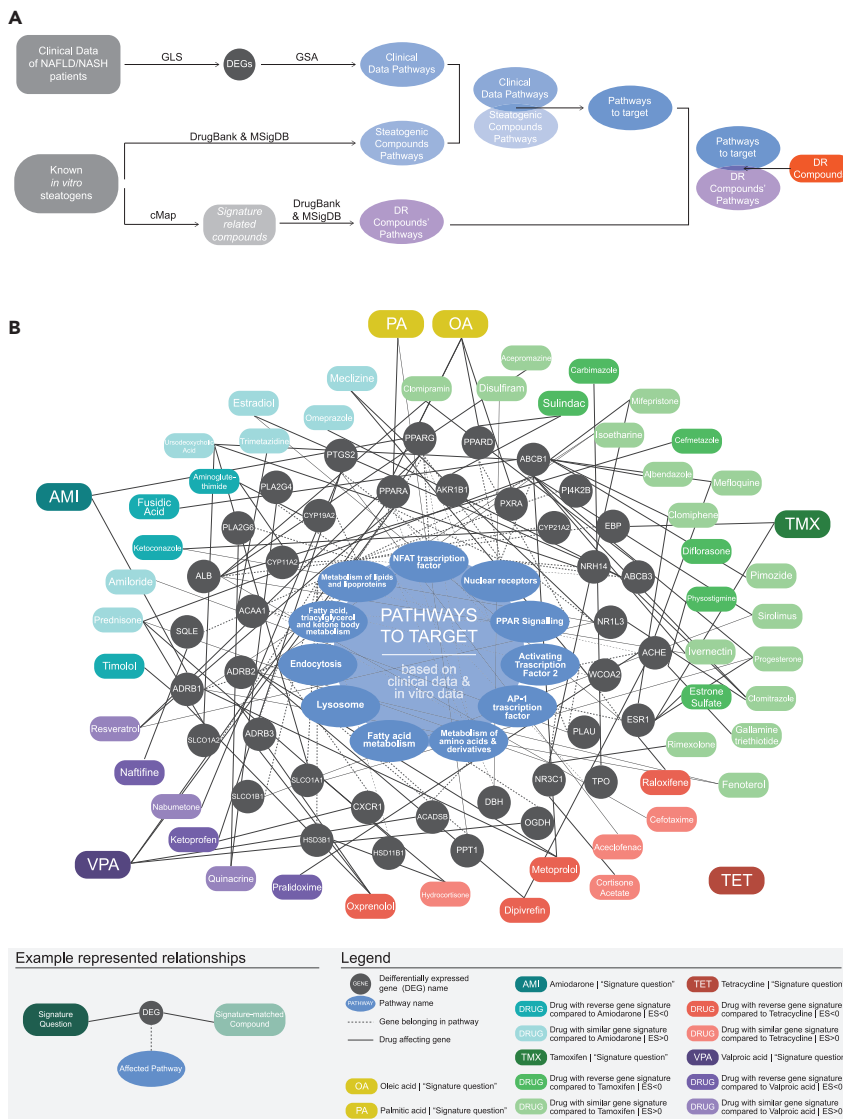 A
Clinical Data
of NAFLD/NASH
patients
GLS
DEGs
GSA
Clinical
Data Pathways
Clinical
Data Pathways
Steatogenic
Compounds
Pathways
Pathways
to target
DrugBank & MSigDB
Steatogenic
Compounds
Pathways
Known
in vitro
steatogens
cMap
Signature
related
compounds
DrugBank
& MSigDB
DR
Compounds'
Pathways
Pathways
to target
DR
Compounds'
Pathways
DR
Compound
B
PA
OA
Acepromazine
Meclizine
Clomipramin
Disulfiram
Carbimazole
Estradiol
Omeprazole
Sulindac
Mifepristone
Ursodeoxycholic
Acid
Trimetazidine
PTGS2
PPARG
PPARD
Isoetharine
Cefmetazole
ABCB1
Aminoglute-
thimide
PLA2G4
PPARA
AKR1B1
PXRA
PI4K2B
Albendazole
Mefloquine
AMI
Fusidic
Acid
PLA2G6
CYP19A2
CYP21A2
EBP
Clomiphene
TMX
Ketoconazole
ALB
CYP11A2
NFAT trascription
factor
NRH14
ABCB3
Diflorasone
Pimozide
Amiloride
Metabolism of lipids
and lipoproteins
Nuclear receptors
Physostigmine
Prednisone
ACAA1
Fatty acid,
triacylglycerol
and ketone body
metabolism
PATHWAYS
TO TARGET
PPAR Signalling
NR1L3
Sirolimus
SQLE
ACHE
Ivernectin
Timolol
ADRB2
Endocytosis
based on
clinical data &
in vitro data
Activating
Trascription
Factor 2
WCOA2
Progesterone
ADRB1
Lysosome
AP-1
trascription
factor
Estrone
Sulfate
Clomitrazole
Resveratrol
SLCO1A2
ADRB3
Fatty acid
metabolism
Metabolism of
amino acids &
derivatives
PLAU
ESR1
Gallamine
triethiotide
Naftifine
SLCO1A1
NR3C1
TPO
Rimexolone
Raloxifene
Fenoterol
Nabumetone
SLCO1B1
CXCR1
ACADSB
DBH
OGDH
Cefotaxime
VPA
Ketoprofen
HSD3B1
HSD11B1
PPT1
Aceclofenac
Quinacrine
Pralidoxime
Oxprenolol
Hydrocortisone
Metoprolol
Dipivrefin
Cortisone
Acetate
TET
Example represented relationships
Signature
Question
DEG
Signature-matched
Compound
Affected Pathway
Legend
GENE
Deifferentially expressed
gene (DEG) name
PATHWAY
Pathway name
Gene belonging in pathway
Drug affecting gene
OA
Oleic acid | "Signature question"
PA
Palmitic acid | "Signature question"
AMI
Amiodarone | "Signature question"
DRUG
Drug with reverse gene signature
compared to Amiodarone | ES<0
DRUG
Drug with similar gene signature
compared to Amiodarone | ES>0
TMX
Tamoxifen | "Signature question"
DRUG
Drug with reverse gene signature
compared to Tamoxifen | ES<0
DRUG
Drug with similar gene signature
compared to Tamoxifen | ES>0
TET
Tetracycline | "Signature question
DRUG
Drug with reverse gene signature
compared to Tetracycline | ES<0
DRUG
Drug with similar gene signature
compared to Tetracycline | ES>0
VPA
Valproic acid | "Signature question
DRUG
Drug with reverse gene signature
compared to Valproic acid | ES<0
DRUG
Drug with similar gene signature
compared to Valproic acid | ES>0